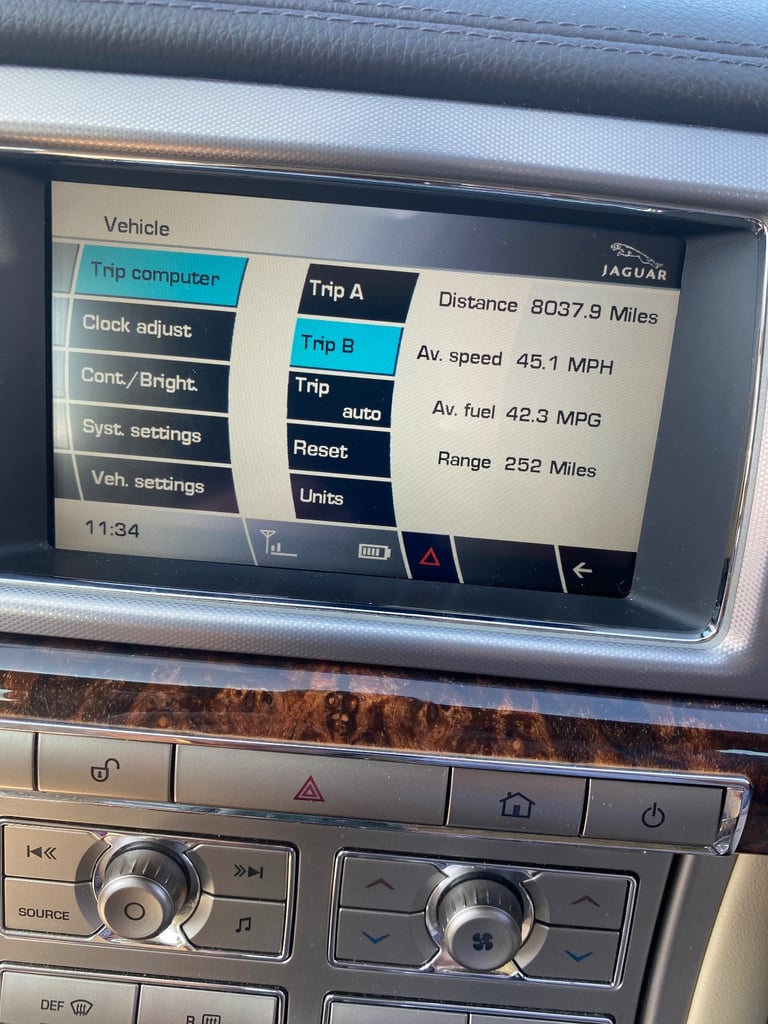 Vehicle
JAGUAR
Trip computer
Clock adjust
Cont./Bright.
Syst. settings
Veh. settings
Trip A
Trip B
Trip
auto
Reset
Units
Distance 8037.9 Miles
Av. speed 45.1 MPH
Av. fuel 42.3 MPG
Range 252 Miles
11:34
SOURCE
DEF
R